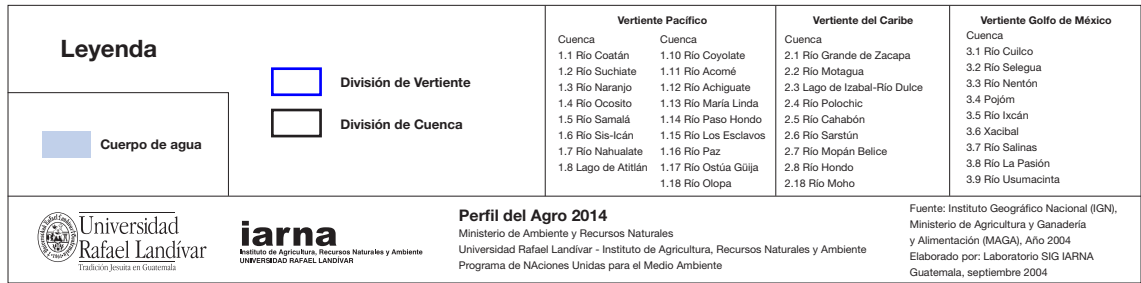 Leyenda
Cuerpo de agua
División de Vertiente
División de Cuenca
Vertiente Pacífico
Cuenca
1.1 Río Coatán
1.2 Río Suchiate
1.3 Río Naranjo
1.4 Río Ocosito
1.5 Río Samalá
1.6 Río Sis-Icán
1.7 Río Nahualate
1.8 Lago de Atitlán
Cuenca
1.10 Río Coyolate
1.11 Río Acomé
1.12 Río Achiguate
1.13 Río María Linda
1.14 Río Paso Hondo
1.15 Río Los Esclavos
1.16 Río Paz
1.17 Río Ostúa Güija
1.18 Río Olopa
Vertiente del Caribe
Cuenca
2.1 Río Grande de Zacapa
2.2 Río Motagua
2.3 Lago de Izabal-Río Dulce
2.4 Río Polochic
2.5 Río Cahabón
2.6 Río Sarstún
2.7 Río Mopán Belice
2.8 Río Hondo
2.18 Río Moho
Vertiente Golfo de México
Cuenca
3.1 Río Cuilco
3.2 Río Selegua
3.3 Río Nentón
3.4 Pojóm
3.5 Río Ixcán
3.6 Xacibal
3.7 Río Salinas
3.8 Río La Pasión
3.9 Río Usumacinta
Universidad
Rafael Landívar
Tradición Jesuita en Guatemala
iarna
Instituto de Agricultura, Recursos Naturales y Ambiente
UNIVERSIDAD RAFAEL LANDÍVAR
Perfil del Agro 2014
Ministerio de Ambiente y Recursos Naturales
Universidad Rafael Landívar - Instituto de Agricultura, Recursos Naturales y Ambiente
Programa de NAciones Unidas para el Medio Ambiente
Fuente: Instituto Geográfico Nacional (IGN),
Ministerio de Agricultura y Ganadería
y Alimentación (MAGA), Año 2004
Elaborado por: Laboratorio SIG IARNA
Guatemala, septiembre 2004